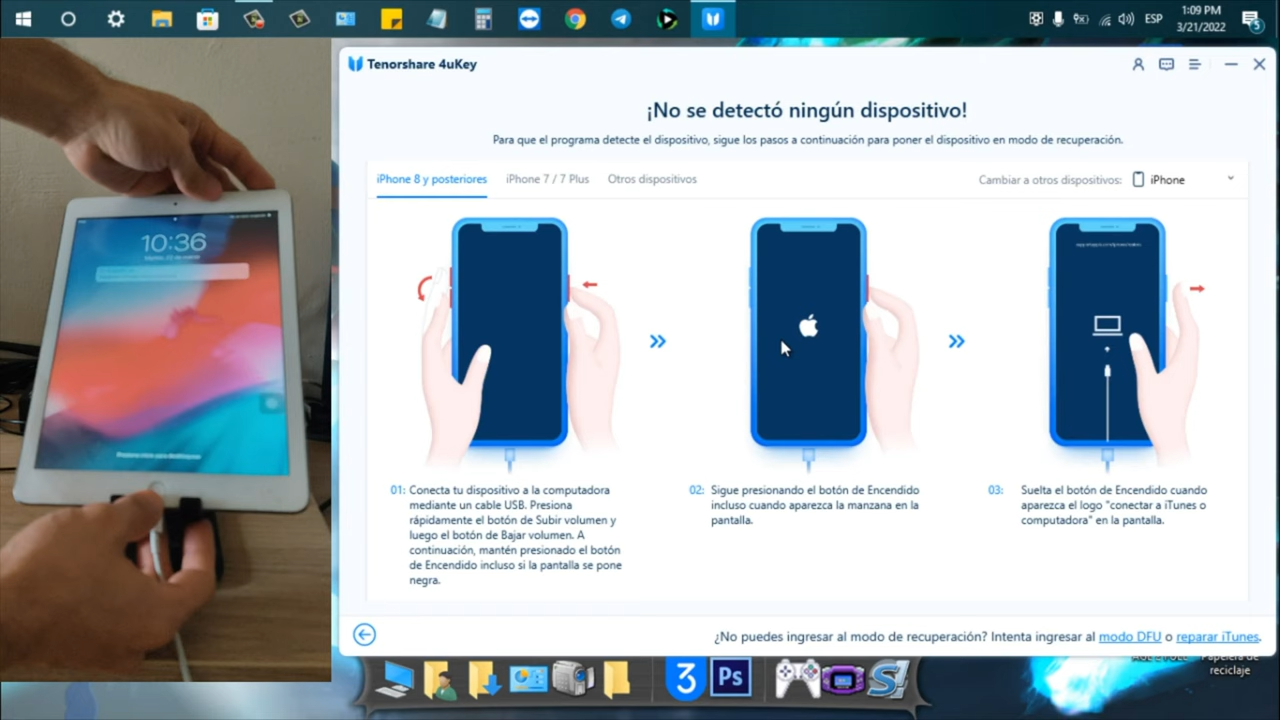 ESP
1:09 PM
3/21/2022
5
Tenorshare 4uKey
¡No se detectó ningún dispositivo!
Para que el programa detecte el dispositivo, sigue los pasos a continuación para poner el dispositivo en modo de recuperación.
iPhone 8 y posteriores
iPhone 7 / 7 Plus
Otros dispositivos
Cambiar a otros dispositivos:
iPhone
10:36
01: Conecta tu dispositivo a la computadora
mediante un cable USB. Presiona
rápidamente el botón de Subir volumen y
luego el botón de Bajar volumen. A
continuación, mantén presionado el botón
de Encendido incluso si la pantalla se pone
negra.
02: Sigue presionando el botón de Encendido
incluso cuando aparezca la manzana en la
pantalla.
03: Suelta el botón de Encendido cuando
aparezca el logo "conectar a iTunes o
computadora" en la pantalla.
¿No puedes ingresar al modo de recuperación? Intenta ingresar al modo DFU o reparar iTunes.
Papelera de
reciclaje
3
Ps